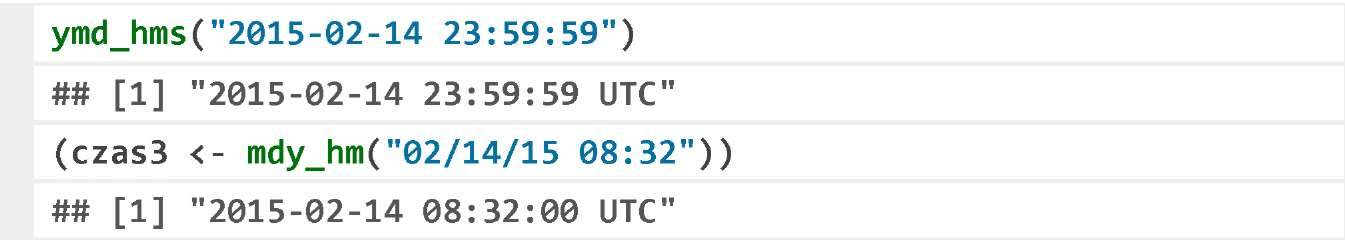 ymd_hms("2015-02-14 23:59:59")
## [1] "2015-02-14 23:59:59 UTC"
(czas3 <- mdy_hm("02/14/15 08:32"))
## [1] "2015-02-14 08:32:00 UTC"